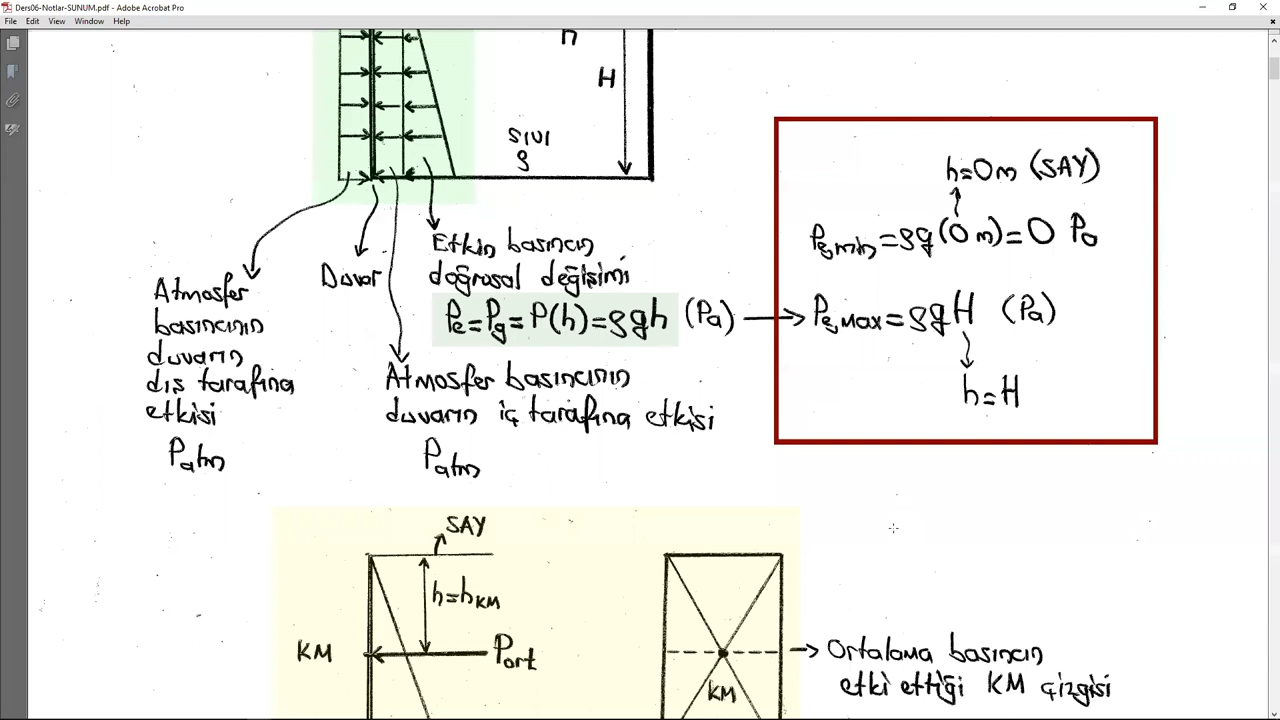 Ders06-Notlar-SUNUM.pdf - Adobe Acrobat Pro
File Edit View Window Help
h
H
SIVI
ρ
h=0m (SAY)
Pe,min=ρg(0m)=0 Pa
Etkin basıncın
doğrusal değişimi
Duvar
Atmosfer
basıncının
duvarın
dış tarafına
etkisi
Patm
Pe=Pg=P(h)=ρgh (Pa)
Pe,max=ρgH (Pa)
h=H
Atmosfer basıncının
duvarın iç tarafına etkisi
Patm
SAY
h=hKM
KM
Port
KM
Ortalama basıncın
etki ettiği KM çizgisi